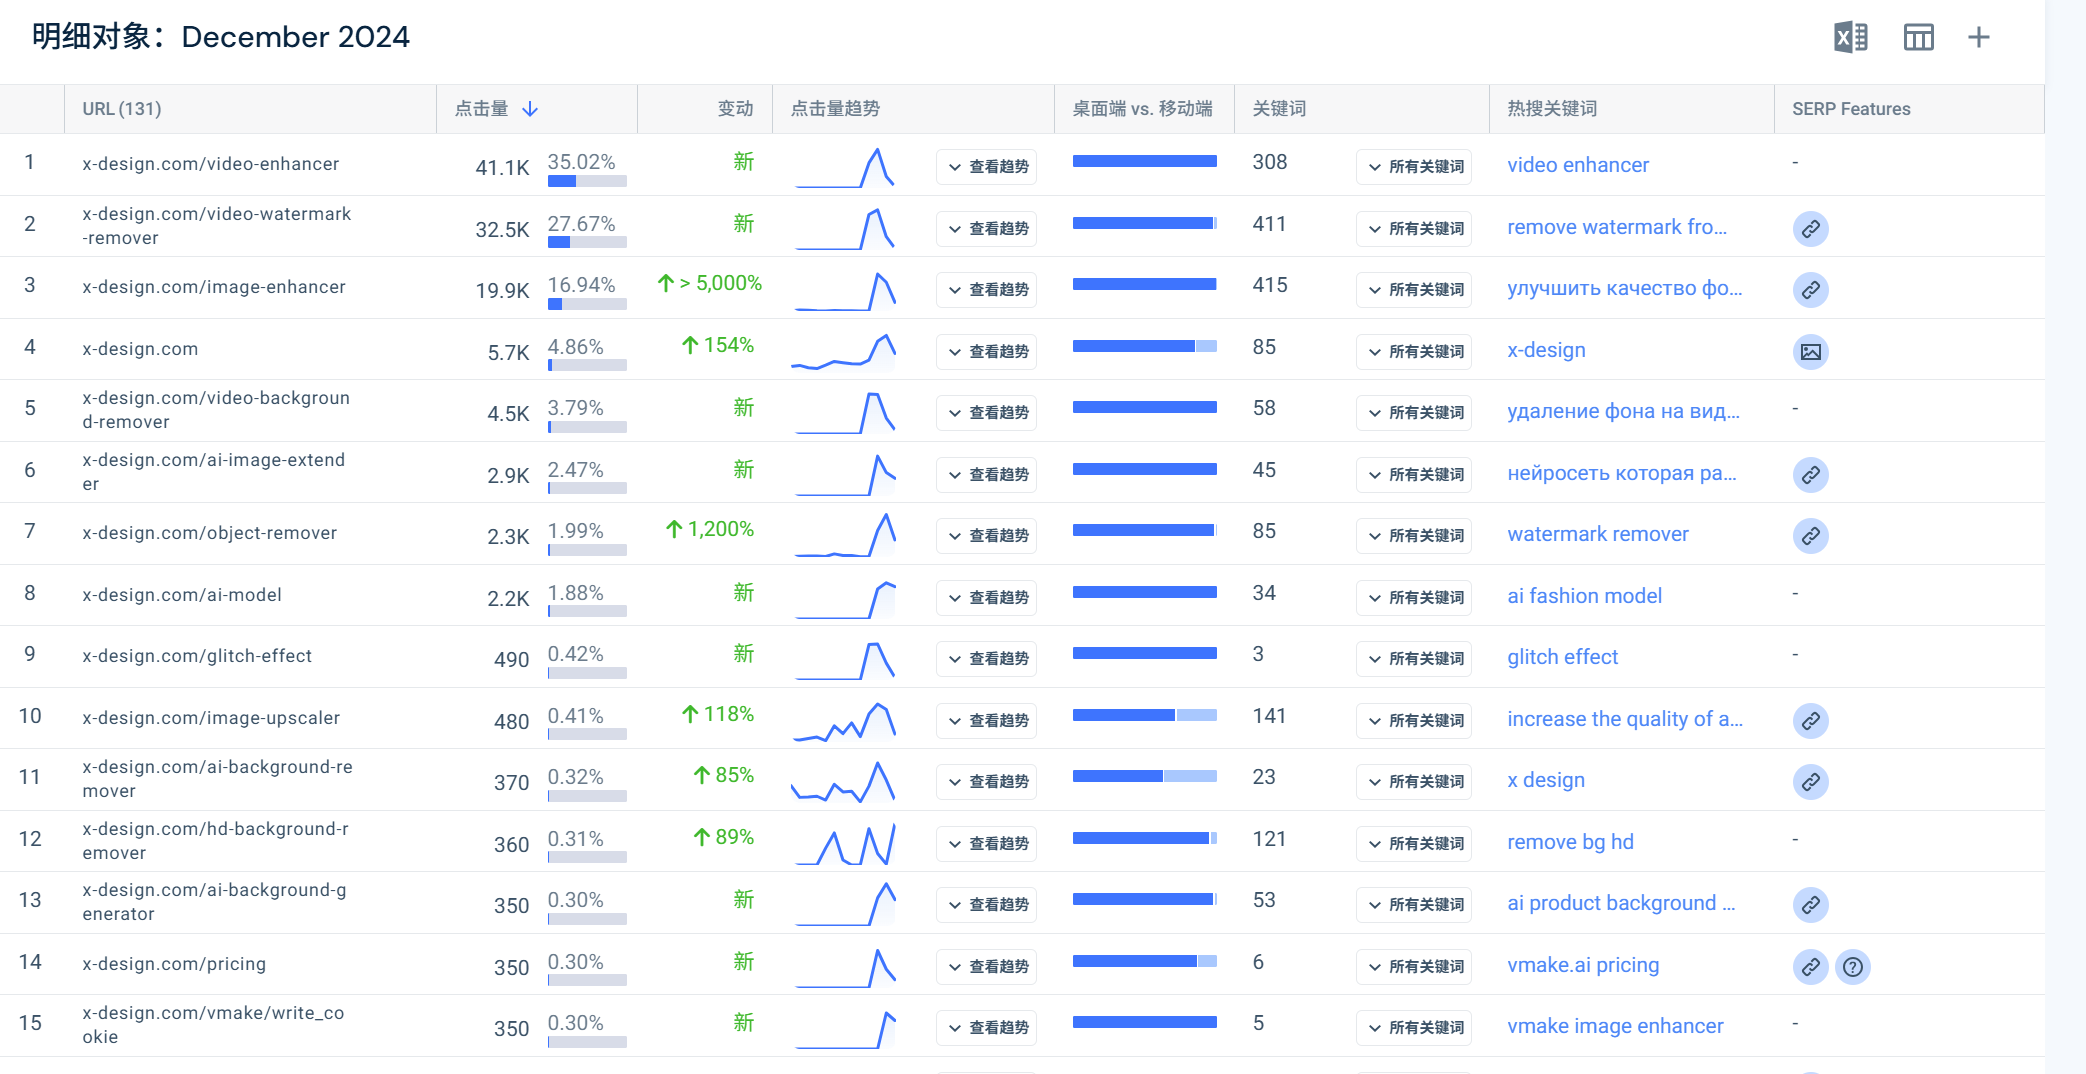 明细对象：December 2024
URL (131) 点击量 变动 点击量趋势 桌面端 vs. 移动端 关键词 热搜关键词 SERP Features
1 x-design.com/video-enhancer 41.1K 35.02% 新 查看趋势 308 所有关键词 video enhancer -
2 x-design.com/video-watermark
-remover 32.5K 27.67% 新 查看趋势 411 所有关键词 remove watermark fro...
3 x-design.com/image-enhancer 19.9K 16.94% > 5,000% 查看趋势 415 所有关键词 улучшить качество фо...
4 x-design.com 5.7K 4.86% 154% 查看趋势 85 所有关键词 x-design
5 x-design.com/video-backgroun
d-remover 4.5K 3.79% 新 查看趋势 58 所有关键词 удаление фона на вид... -
6 x-design.com/ai-image-extend
er 2.9K 2.47% 新 查看趋势 45 所有关键词 нейросеть которая ра...
7 x-design.com/object-remover 2.3K 1.99% 1,200% 查看趋势 85 所有关键词 watermark remover
8 x-design.com/ai-model 2.2K 1.88% 新 查看趋势 34 所有关键词 ai fashion model -
9 x-design.com/glitch-effect 490 0.42% 新 查看趋势 3 所有关键词 glitch effect -
10 x-design.com/image-upscaler 480 0.41% 118% 查看趋势 141 所有关键词 increase the quality of a...
11 x-design.com/ai-background-re
mover 370 0.32% 85% 查看趋势 23 所有关键词 x design
12 x-design.com/hd-background-r
emover 360 0.31% 89% 查看趋势 121 所有关键词 remove bg hd -
13 x-design.com/ai-background-g
enerator 350 0.30% 新 查看趋势 53 所有关键词 ai product background ...
14 x-design.com/pricing 350 0.30% 新 查看趋势 6 所有关键词 vmake.ai pricing
15 x-design.com/vmake/write_co
okie 350 0.30% 新 查看趋势 5 所有关键词 vmake image enhancer -